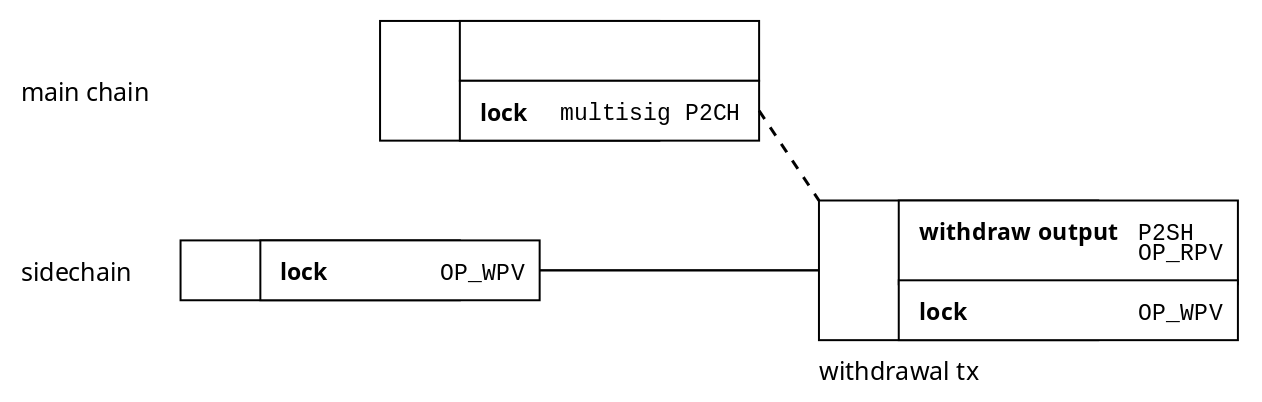 main chain
lock multisig P2CH
withdraw output P2SH
OP_RPV
sidechain
lock OP_WPV
lock OP_WPV
withdrawal tx